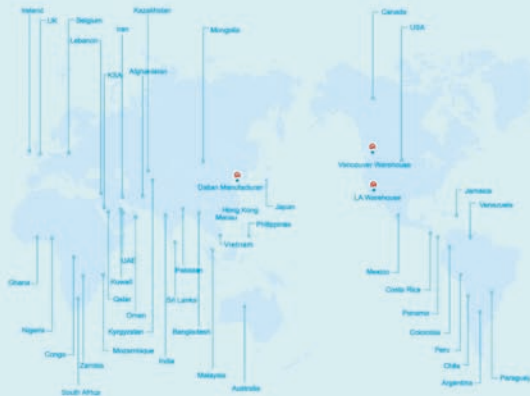 Ireland
UK
Belgium
Lebanon
KSA
Iran
Kazakhstan
Afghanistan
Mongolia
Canada
USA
Vancouver Warehouse
LA Warehouse
Daban Manufacturer
Hong Kong
Macau
Japan
Philippines
Vietnam
Jamaica
Venezuela
Ghana
Nigeria
Congo
Zambia
South Africa
UAE
Kuwait
Qatar
Oman
Kyrgyzstan
Mozambique
Pakistan
Sri Lanka
Bangladesh
India
Malaysia
Australia
Mexico
Costa Rica
Panama
Colombia
Peru
Chile
Argentina
Paraguay